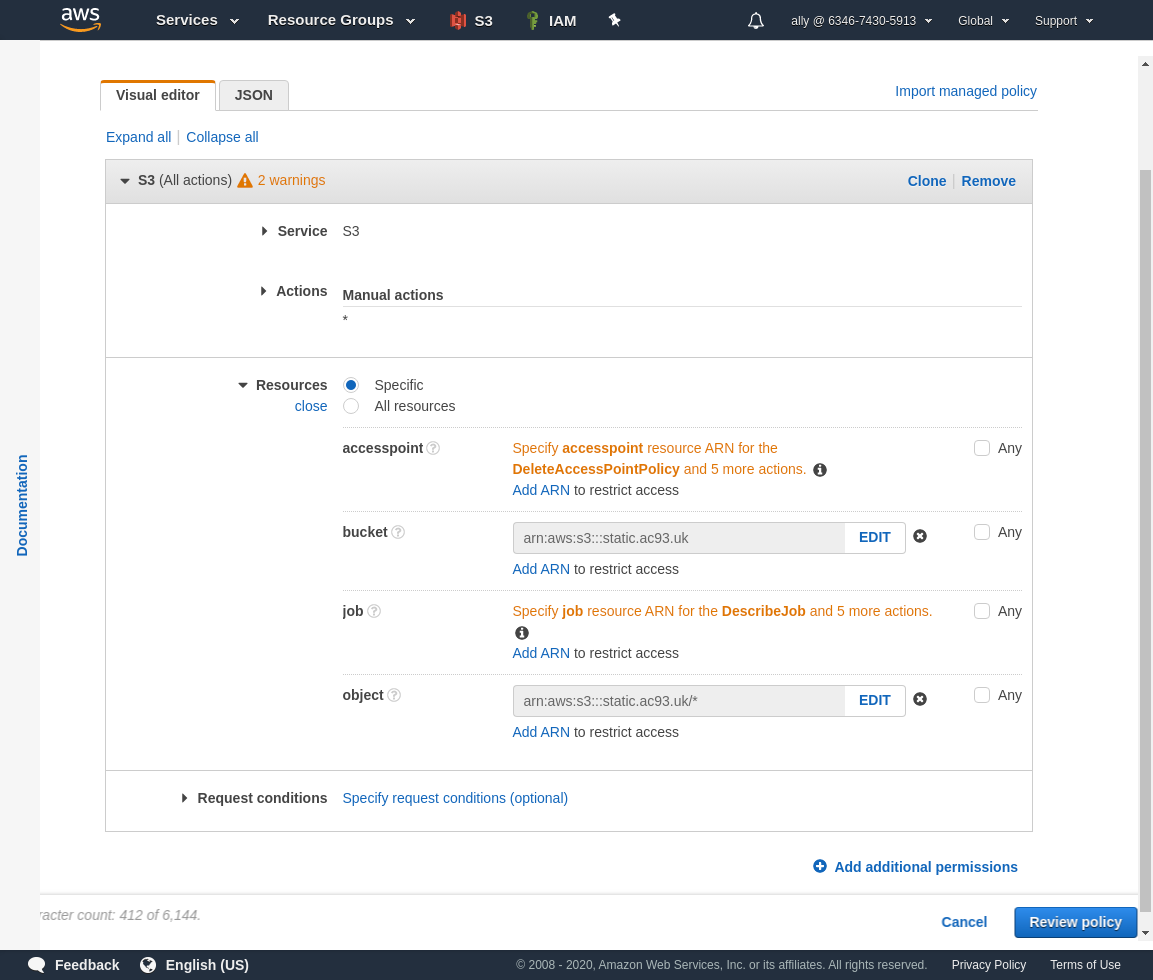 aws Services Resource Groups S3 IAM ally @ 6346-7430-5913 Global Support
Visual editor JSON Import managed policy
Expand all | Collapse all
S3 (All actions) 2 warnings Clone | Remove
Service S3
Actions Manual actions
*
Resources Specific
close All resources
accesspoint ? Specify accesspoint resource ARN for the Any
DeleteAccessPointPolicy and 5 more actions.
Add ARN to restrict access
bucket ? arn:aws:s3:::static.ac93.uk EDIT Any
Add ARN to restrict access
job ? Specify job resource ARN for the DescribeJob and 5 more actions. Any
Add ARN to restrict access
object ? arn:aws:s3:::static.ac93.uk/* EDIT Any
Add ARN to restrict access
Request conditions Specify request conditions (optional)
Add additional permissions
Documentation
racter count: 412 of 6,144.
Cancel Review policy
Feedback English (US) © 2008 - 2020, Amazon Web Services, Inc. or its affiliates. All rights reserved. Privacy Policy Terms of Use